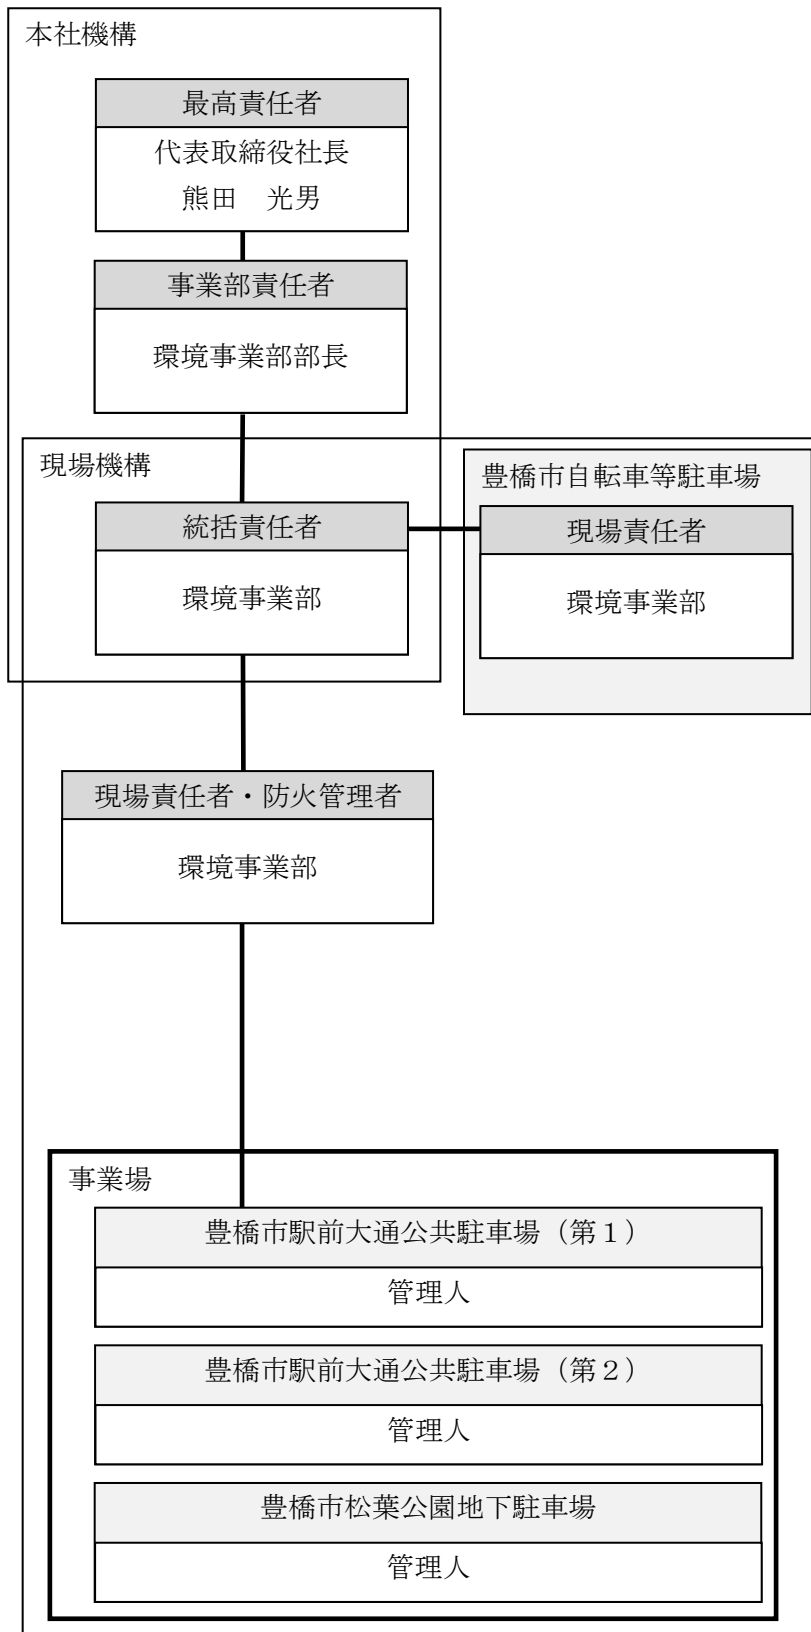 本社機構
最高責任者
代表取締役社長
熊田　光男
事業部責任者
環境事業部部長
現場機構
統括責任者
環境事業部
豊橋市自転車等駐車場
現場責任者
環境事業部
現場責任者・防火管理者
環境事業部
事業場
豊橋市駅前大通公共駐車場（第１）
管理人
豊橋市駅前大通公共駐車場（第２）
管理人
豊橋市松葉公園地下駐車場
管理人